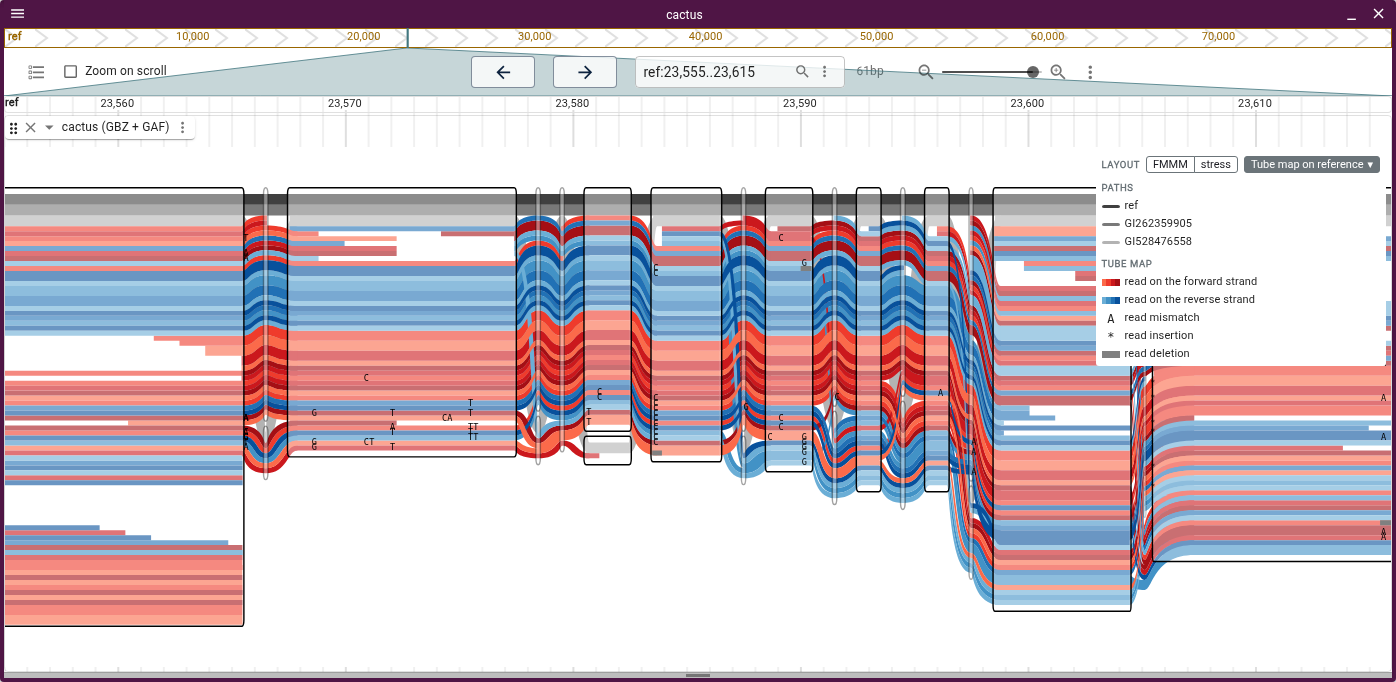 cactus
ref 10,000 20,000 30,000 40,000 50,000 60,000 70,000
Zoom on scroll ref:23,555..23,615 61bp
ref 23,560 23,570 23,580 23,590 23,600 23,610
cactus (GBZ + GAF)
LAYOUT FMMM stress Tube map on reference ▾
PATHS
ref
GI262359905
GI528476558
TUBE MAP
read on the forward strand
read on the reverse strand
A read mismatch
* read insertion
read deletion
C
G
C
C
C
T
C
C
A
A
G T CA T
G CT T
G T
TT
T
T
C
C
C
C
C
C
C
C
C
C
G
G
G
G
A
A
A
A